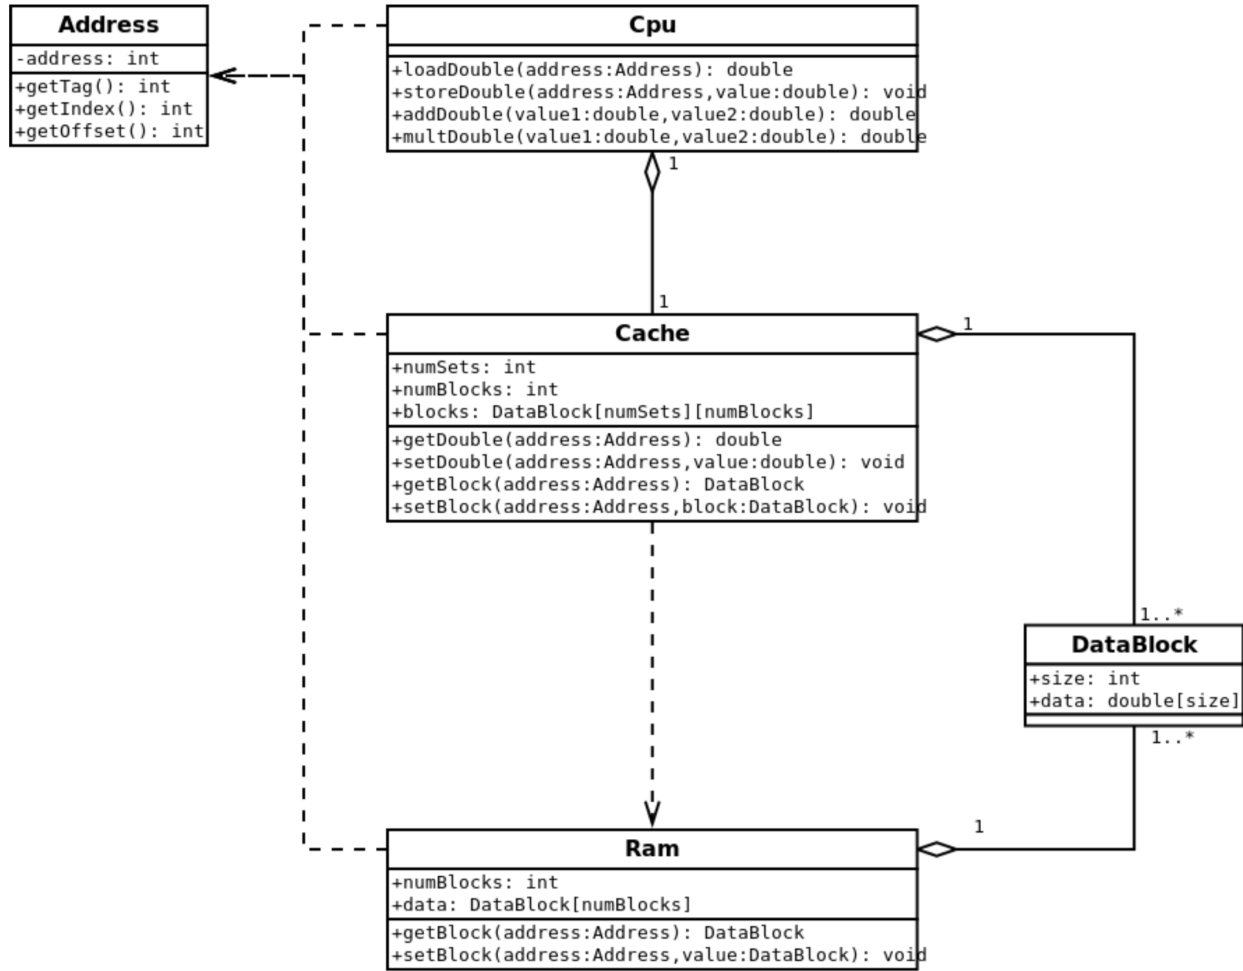 Address
-address: int
+getTag(): int
+getIndex(): int
+getOffset(): int
Cpu
+loadDouble(address:Address): double
+storeDouble(address:Address,value:double): void
+addDouble(value1:double,value2:double): double
+multDouble(value1:double,value2:double): double
1
1
Cache
+numSets: int
+numBlocks: int
+blocks: DataBlock[numSets][numBlocks]
+getDouble(address:Address): double
+setDouble(address:Address,value:double): void
+getBlock(address:Address): DataBlock
+setBlock(address:Address,block:DataBlock): void
1
1..*
DataBlock
+size: int
+data: double[size]
1..*
1
Ram
+numBlocks: int
+data: DataBlock[numBlocks]
+getBlock(address:Address): DataBlock
+setBlock(address:Address,value:DataBlock): void